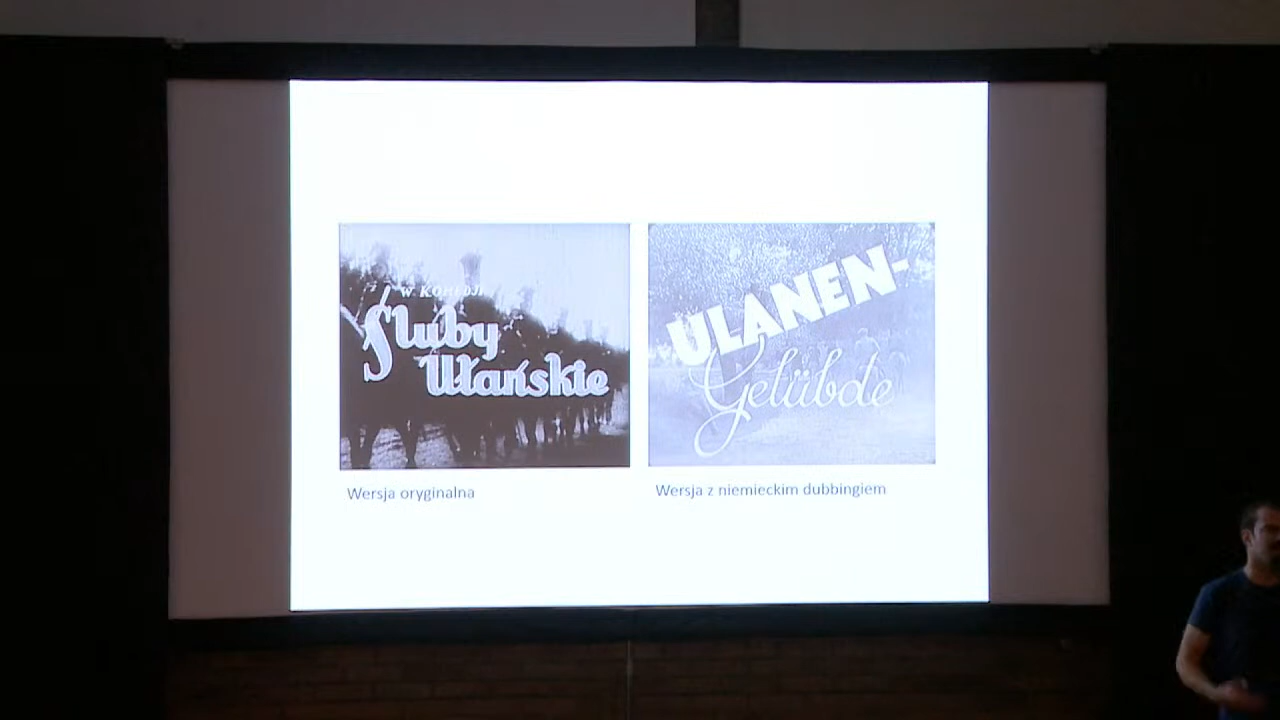 W KOMEDJI
Śluby
Ułańskie
ULANEN-
Gelübde
Wersja oryginalna
Wersja z niemieckim dubbingiem